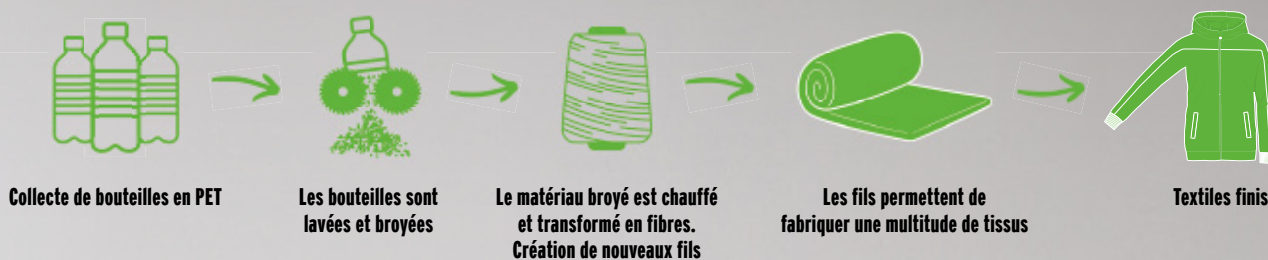 Collecte de bouteilles en PET
Les bouteilles sont
lavées et broyées
Le matériau broyé est chauffé
et transformé en fibres.
Création de nouveaux fils
Les fils permettent de
fabriquer une multitude de tissus
Textiles finis